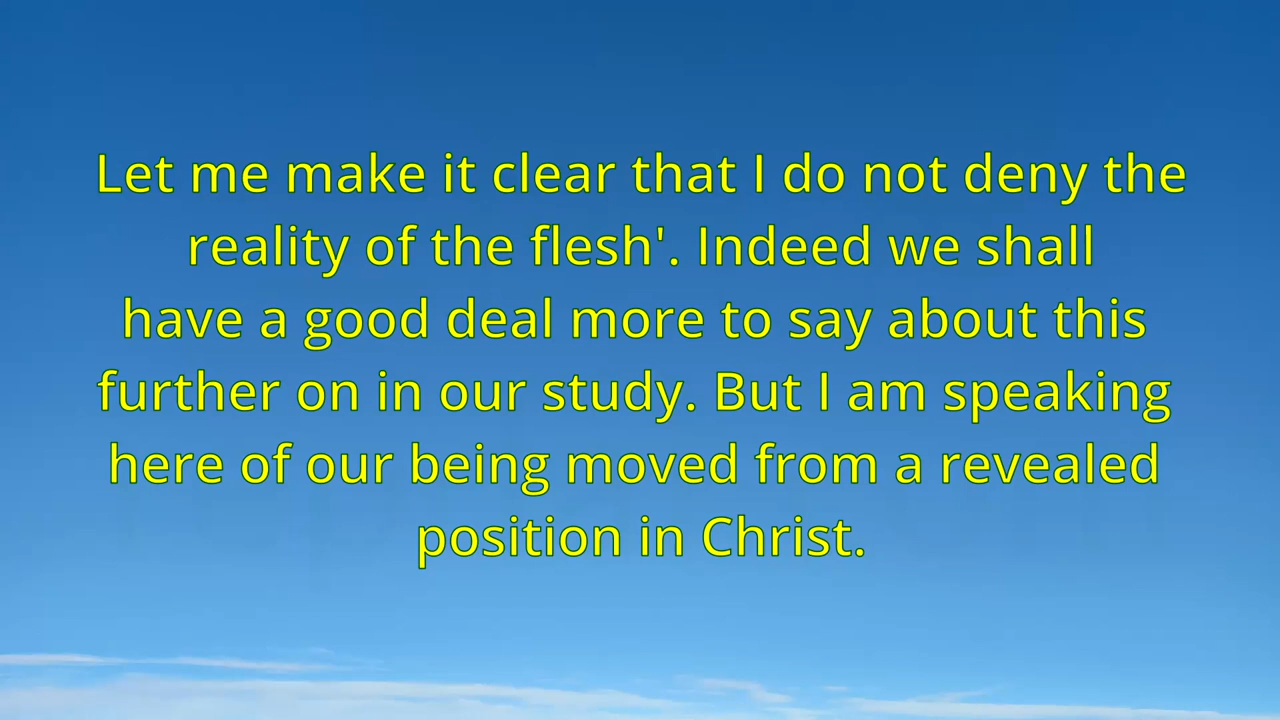 Let me make it clear that I do not deny the
reality of the flesh'. Indeed we shall
have a good deal more to say about this
further on in our study. But I am speaking
here of our being moved from a revealed
position in Christ.